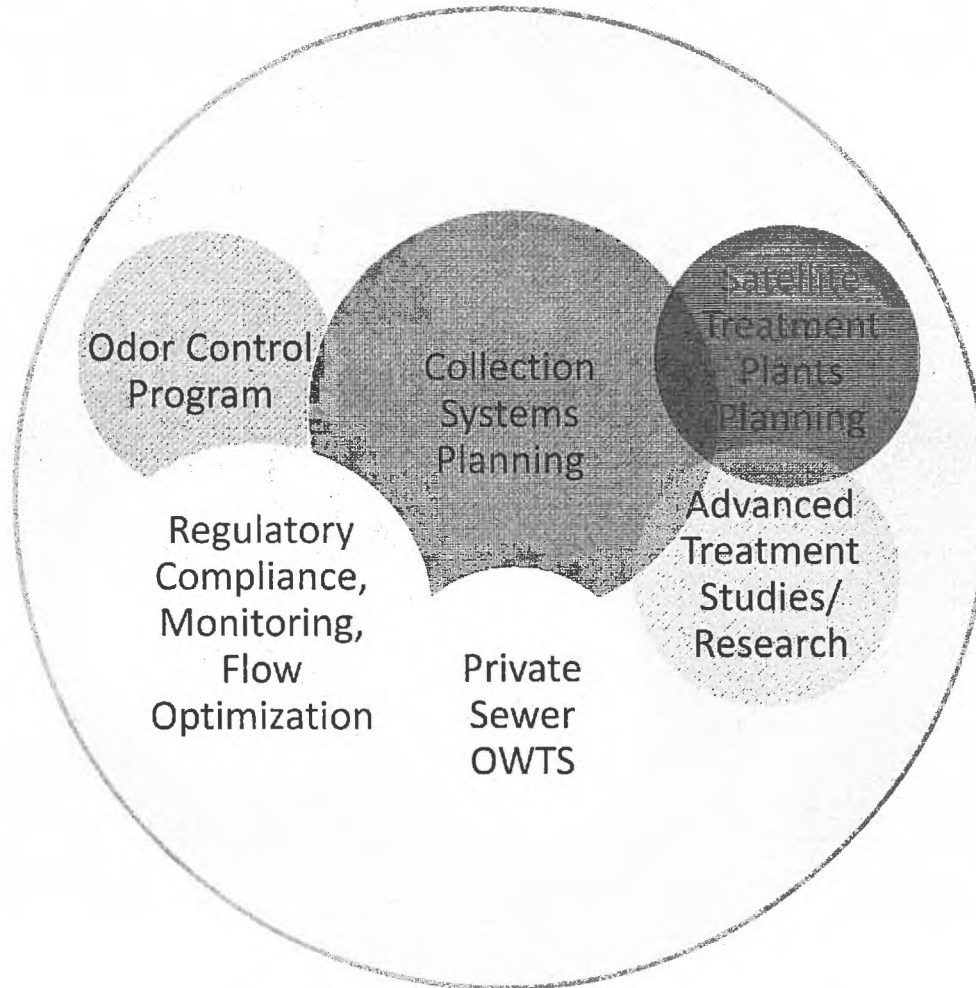 Odor Control
Program
Collection
Systems
Planning
Satellite
Treatment
Plants
Planning
Regulatory
Compliance,
Monitoring,
Flow
Optimization
Private
Sewer
OWTS
Advanced
Treatment
Studies/
Research